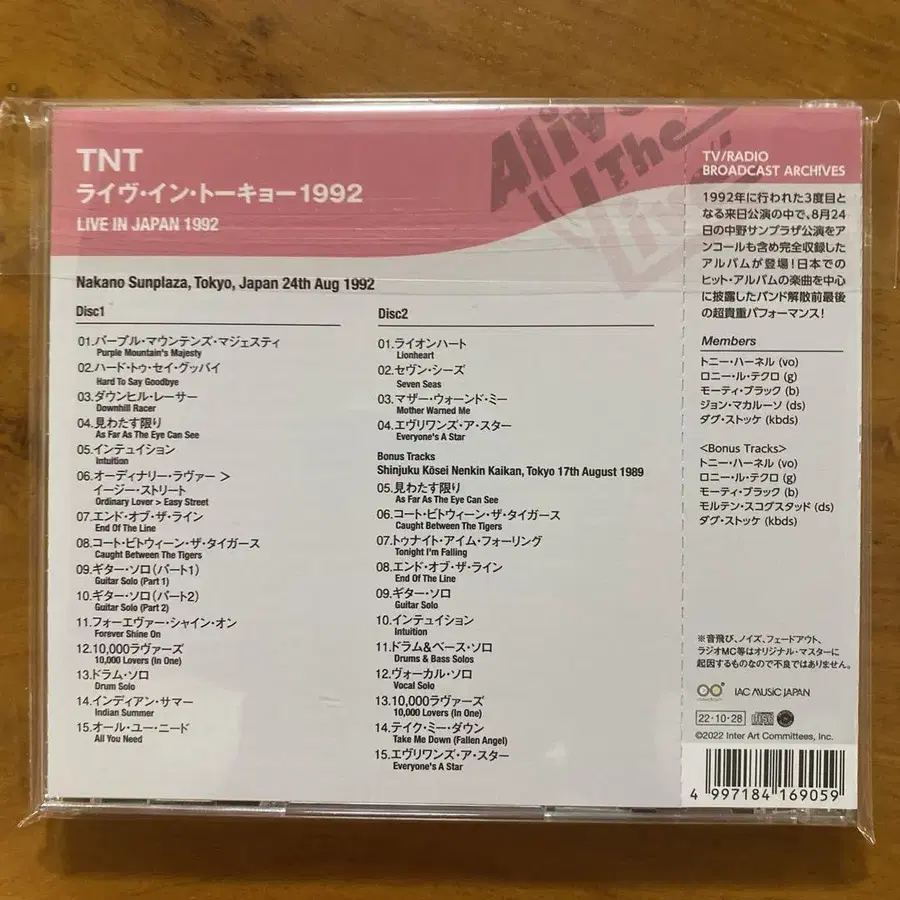 TNT
ライヴ・イン・トーキョー1992
LIVE IN JAPAN 1992
Alive
The
Live
Nakano Sunplaza, Tokyo, Japan 24th Aug 1992
Disc1
01.パープル・マウンテンズ・マジェスティ
Purple Mountain's Majesty
02.ハード・トゥ・セイ・グッバイ
Hard To Say Goodbye
03.ダウンヒル・レーサー
Downhill Racer
04.見わたす限り
As Far As The Eye Can See
05.インテュイション
Intuition
06.オーディナリー・ラヴァー >
イージー・ストリート
Ordinary Lover > Easy Street
07.エンド・オブ・ザ・ライン
End Of The Line
08.コート・ビトウィーン・ザ・タイガース
Caught Between The Tigers
09.ギター・ソロ(パート1)
Guitar Solo (Part 1)
10.ギター・ソロ(パート2)
Guitar Solo (Part 2)
11.フォーエヴァー・シャイン・オン
Forever Shine On
12.10,000ラヴァーズ
10,000 Lovers (In One)
13.ドラム・ソロ
Drum Solo
14.インディアン・サマー
Indian Summer
15.オール・ユー・ニード
All You Need
Disc2
01.ライオンハート
Lionheart
02.セヴン・シーズ
Seven Seas
03.マザー・ウォーンド・ミー
Mother Warned Me
04.エヴリワンズ・ア・スター
Everyone's A Star
Bonus Tracks
Shinjuku Kōsei Nenkin Kaikan, Tokyo 17th August 1989
05.見わたす限り
As Far As The Eye Can See
06.コート・ビトウィーン・ザ・タイガース
Caught Between The Tigers
07.トゥナイト・アイム・フォーリング
Tonight I'm Falling
08.エンド・オブ・ザ・ライン
End Of The Line
09.ギター・ソロ
Guitar Solo
10.インテュイション
Intuition
11.ドラム&ベース・ソロ
Drums & Bass Solos
12.ヴォーカル・ソロ
Vocal Solo
13.10,000ラヴァーズ
10,000 Lovers (In One)
14.テイク・ミー・ダウン
Take Me Down (Fallen Angel)
15.エヴリワンズ・ア・スター
Everyone's A Star
TV/RADIO
BROADCAST ARCHIVES
1992年に行われた3度目と
なる来日公演の中で、8月24
日の中野サンプラザ公演をア
ンコールも含め完全収録した
アルバムが登場!日本での
ヒット・アルバムの楽曲を中心
に披露したバンド解散前最後
の超貴重パフォーマンス!
Members
トニー・ハーネル (vo)
ロニー・ル・テクロ (g)
モーティ・ブラック (b)
ジョン・マカルーソ (ds)
ダグ・ストッケ (kbds)
<Bonus Tracks>
トニー・ハーネル (vo)
ロニー・ル・テクロ (g)
モーティ・ブラック (b)
モルテン・スコグスタッド (ds)
ダグ・ストッケ (kbds)
※音飛び、ノイズ、フェードアウト、
ラジオMC等はオリジナル・マスターに
起因するものなので不良ではありません。
IAC MUSIC JAPAN
22・10・28
©2022 Inter Art Committees, Inc.
4 997184 169059